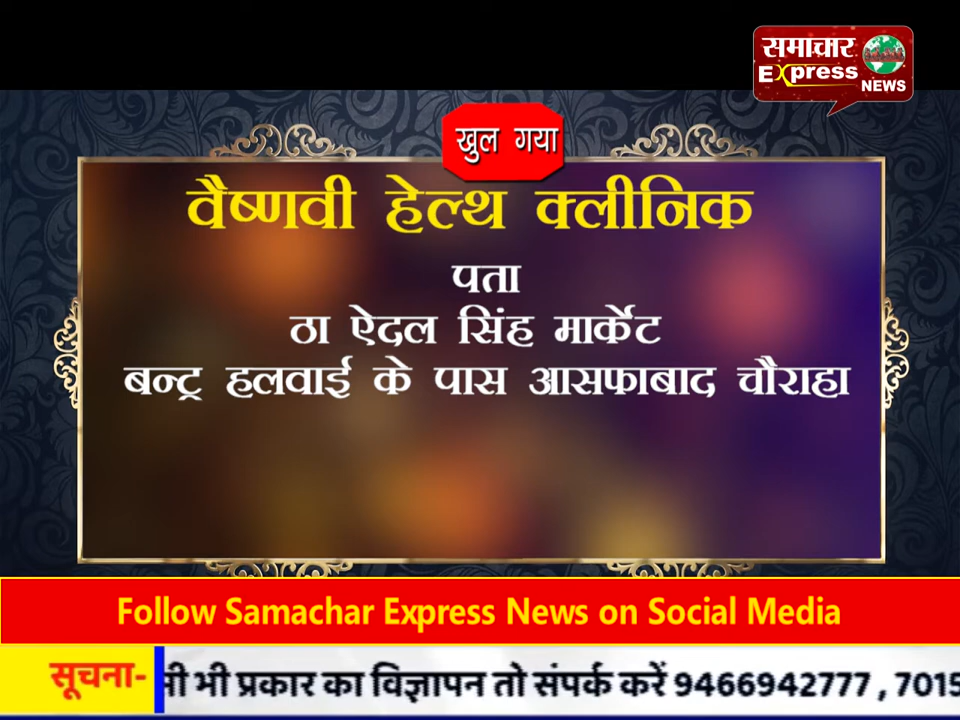 समाचार
Express
NEWS
खुल गया
वैष्णवी हेल्थ क्लीनिक
पता
ठा ऐदल सिंह मार्केट
बन्ट्र हलवाई के पास आसफाबाद चौराहा
Follow Samachar Express News on Social Media
सूचना- भी प्रकार का विज्ञापन तो संपर्क करें 9466942777 , 7015